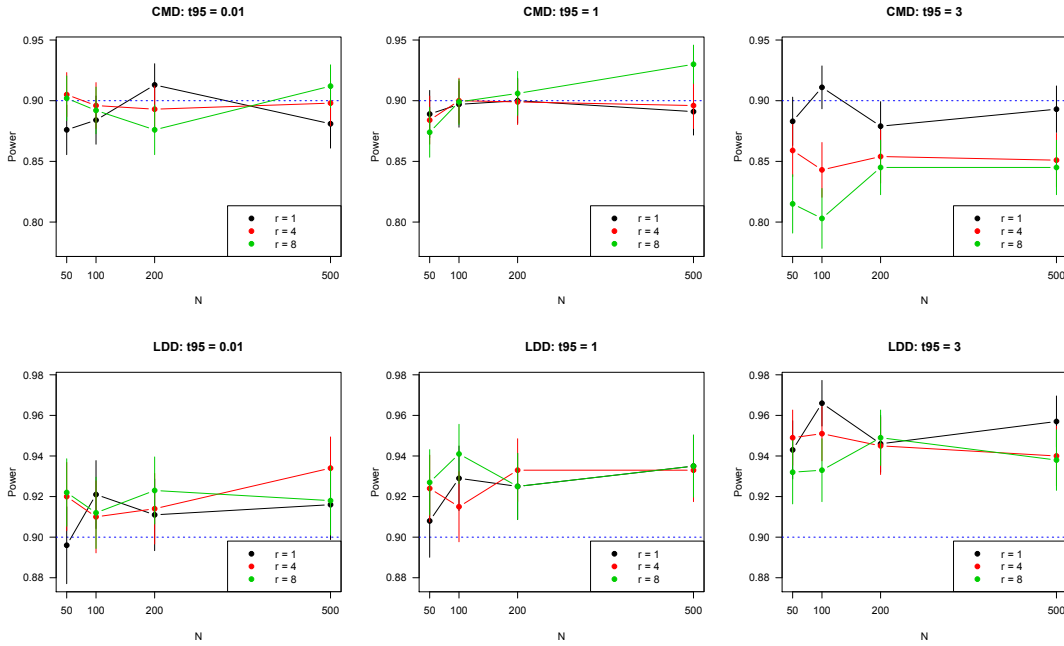 CMD: t95 = 0.01
Power
0.95
0.90
0.85
0.80
50
100
200
500
N
r = 1
r = 4
r = 8
CMD: t95 = 1
Power
0.95
0.90
0.85
0.80
50
100
200
500
N
r = 1
r = 4
r = 8
CMD: t95 = 3
Power
0.95
0.90
0.85
0.80
50
100
200
500
N
r = 1
r = 4
r = 8
LDD: t95 = 0.01
Power
0.98
0.96
0.94
0.92
0.90
0.88
50
100
200
500
N
r = 1
r = 4
r = 8
LDD: t95 = 1
Power
0.98
0.96
0.94
0.92
0.90
0.88
50
100
200
500
N
r = 1
r = 4
r = 8
LDD: t95 = 3
Power
0.98
0.96
0.94
0.92
0.90
0.88
50
100
200
500
N
r = 1
r = 4
r = 8